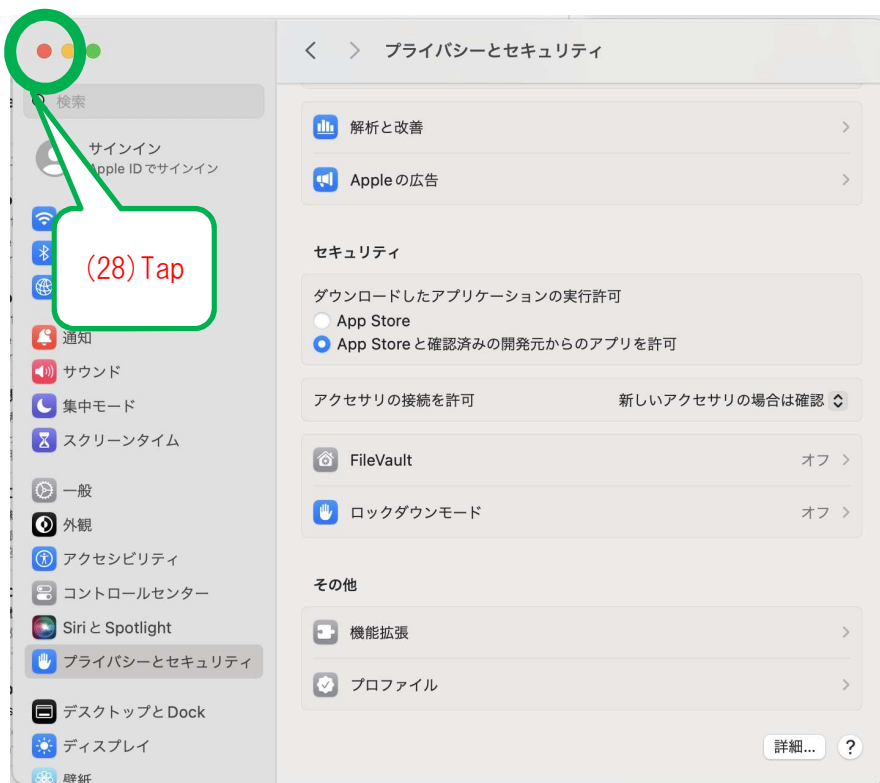 プライバシーとセキュリティ
検索
サインイン
Apple IDでサインイン
(28)Tap
通知
サウンド
集中モード
スクリーンタイム
一般
外観
アクセシビリティ
コントロールセンター
SiriとSpotlight
プライバシーとセキュリティ
デスクトップとDock
ディスプレイ
壁紙
解析と改善
Appleの広告
セキュリティ
ダウンロードしたアプリケーションの実行許可
App Store
App Storeと確認済みの開発元からのアプリを許可
アクセサリの接続を許可 新しいアクセサリの場合は確認
FileVault オフ
ロックダウンモード オフ
その他
機能拡張
プロファイル
詳細... ?